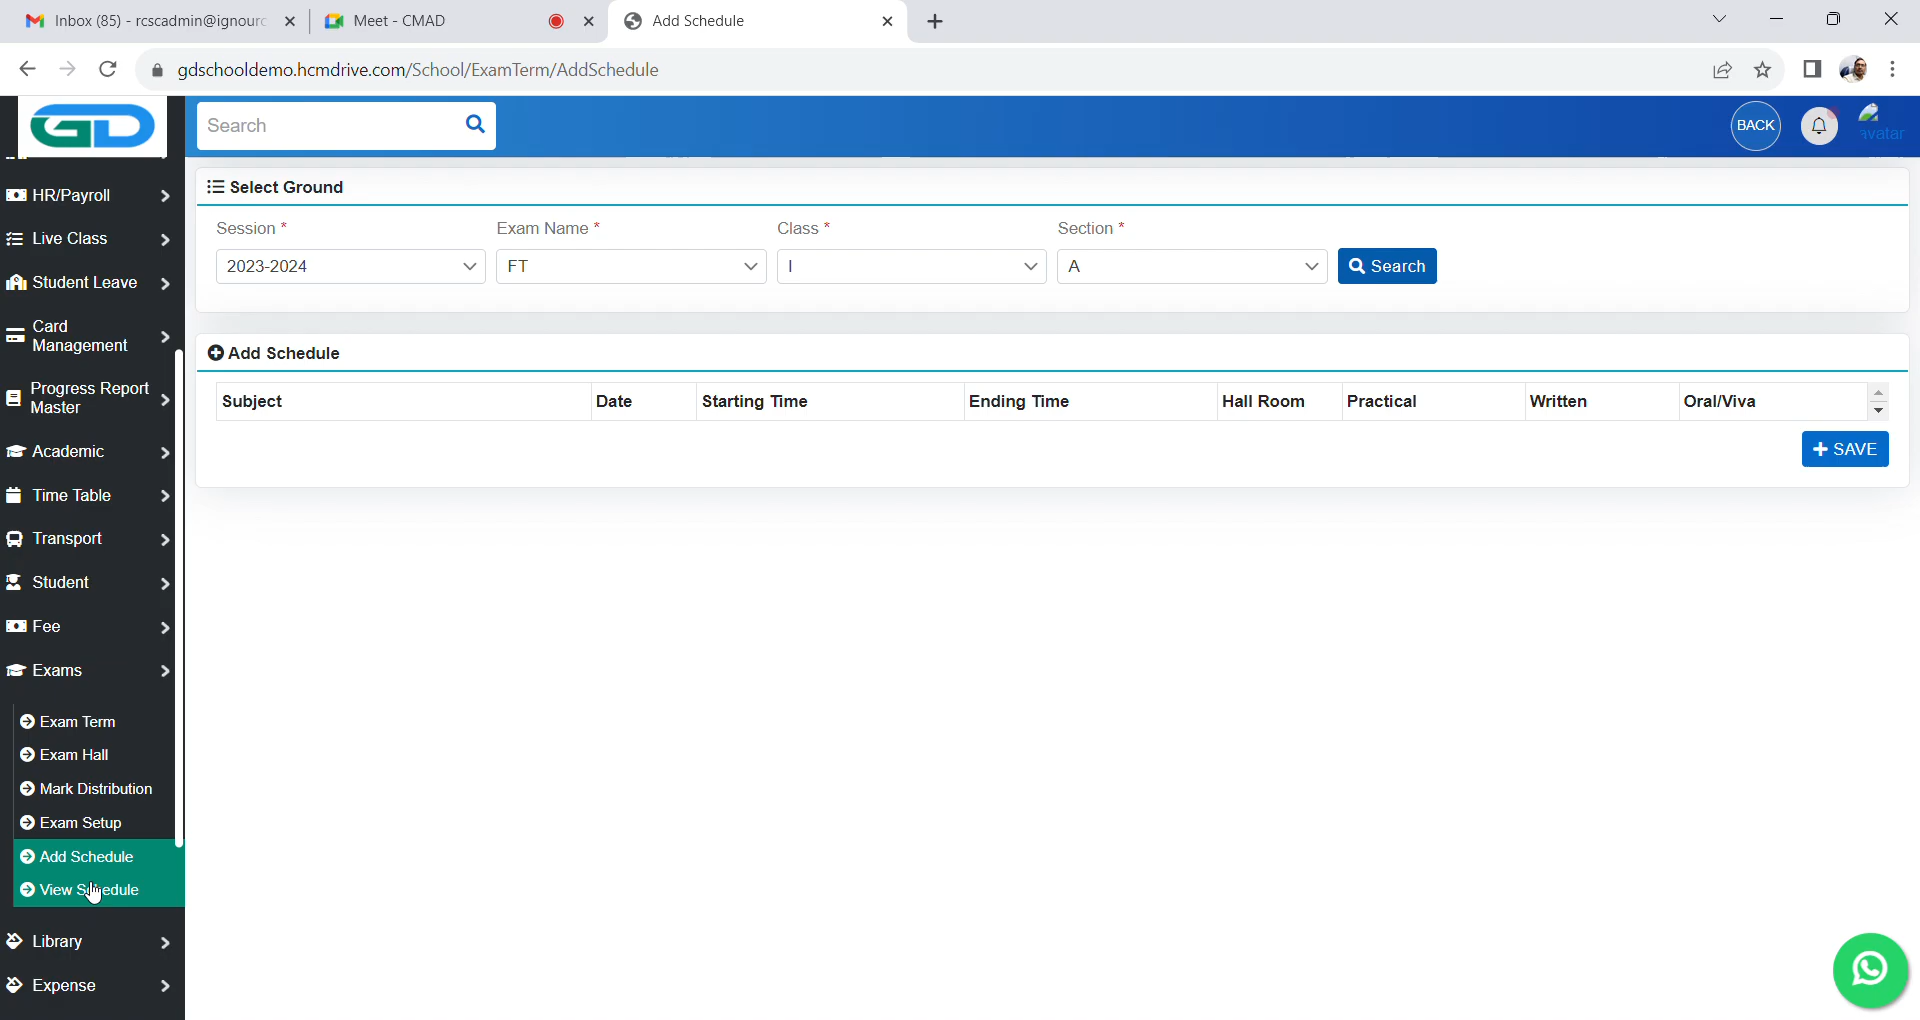 Inbox (85) - rcscadmin@ignourc
Meet - CMAD
Add Schedule
gdschooldemo.hcmdrive.com/School/ExamTerm/AddSchedule
GD
Search
BACK
avatar
HR/Payroll
Live Class
Student Leave
Card
Management
Progress Report
Master
Academic
Time Table
Transport
Student
Fee
Exams
Exam Term
Exam Hall
Mark Distribution
Exam Setup
Add Schedule
View Schedule
Library
Expense
Select Ground
Session * Exam Name * Class * Section *
2023-2024 FT I A Search
Add Schedule
Subject Date Starting Time Ending Time Hall Room Practical Written Oral/Viva
+ SAVE